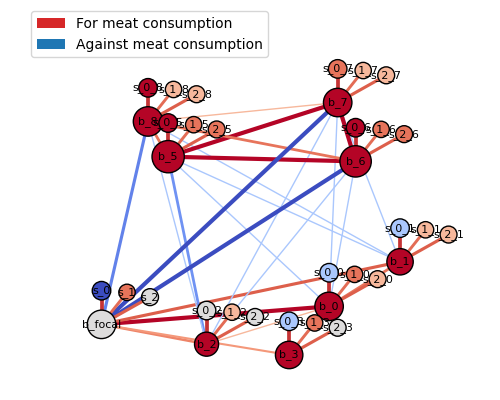 For meat consumption
Against meat consumption
s_0_7
s_1_7
s_2_7
s_0_8
s_1_8
s_2_8
b_7
b_8
s_0_5
s_1_5
s_2_5
s_0_6
s_1_6
s_2_6
b_5
b_6
s_0_1
s_1_1
s_2_1
b_1
s_0_0
s_1_0
s_2_0
s_0
s_1
s_2
b_0
s_0_2
s_1_2
s_2_2
b_focal
s_0_3
s_1_3
s_2_3
b_2
b_3